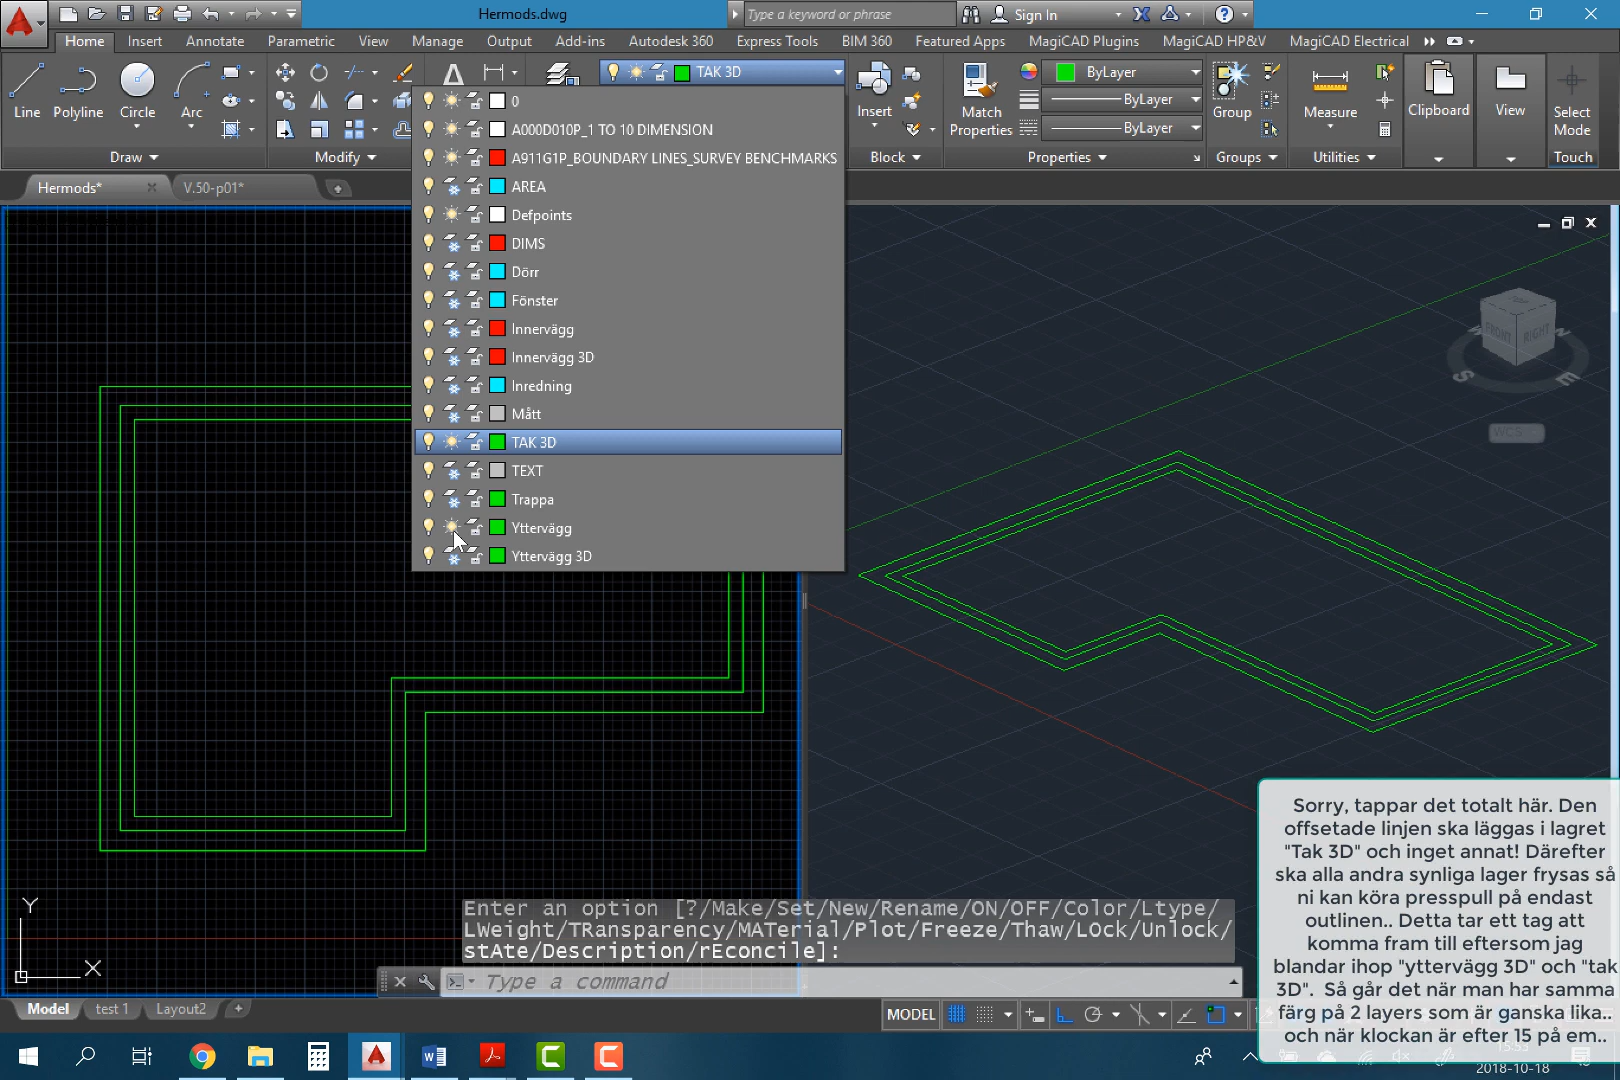 Hermods.dwg
Type a keyword or phrase
Sign In
Home Insert Annotate Parametric View Manage Output Add-ins Autodesk 360 Express Tools BIM 360 Featured Apps MagiCAD Plugins MagiCAD HP&V MagiCAD Electrical
TAK 3D
ByLayer
ByLayer
ByLayer
Line Polyline Circle Arc
Insert
Match
Properties
Group
Measure
Clipboard
View
Select
Mode
Draw Modify Block Properties Groups Utilities Touch
Hermods* V.50-p01*
0
A000D010P_1 TO 10 DIMENSION
A911G1P_BOUNDARY LINES_SURVEY BENCHMARKS
AREA
Defpoints
DIMS
Dörr
Fönster
Innervägg
Innervägg 3D
Inredning
Mått
TAK 3D
TEXT
Trappa
Yttervägg
Yttervägg 3D
TOP
FRONT RIGHT
S E
WCS
Y
X
Enter an option [?/Make/Set/New/Rename/ON/OFF/Color/Ltype/
LWeight/TRansparency/MATerial/Plot/Freeze/Thaw/LOck/Unlock/
stAte/Description/rEconcile]:
Type a command
Model test 1 Layout2
MODEL
Sorry, tappar det totalt här. Den
offsetade linjen ska läggas i lagret
"Tak 3D" och inget annat! Därefter
ska alla andra synliga lager frysas så
ni kan köra presspull på endast
outlinen.. Detta tar ett tag att
komma fram till eftersom jag
blandar ihop "yttervägg 3D" och "tak
3D". Så går det när man har samma
färg på 2 layers som är ganska lika..
och när klockan är efter 15 på em..
2018-10-18